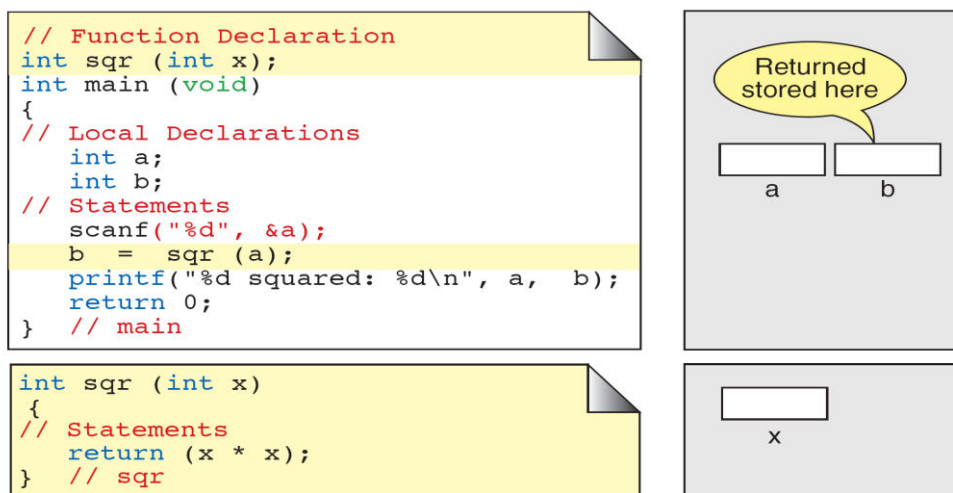 // Function Declaration
int sqr (int x);
int main (void)
{
// Local Declarations
   int a;
   int b;
// Statements
   scanf("%d", &a);
   b  =  sqr (a);
   printf("%d squared: %d\n", a,  b);
   return 0;
}  // main
Returned
stored here
a b
int sqr (int x)
{
// Statements
   return (x * x);
}  // sqr
x